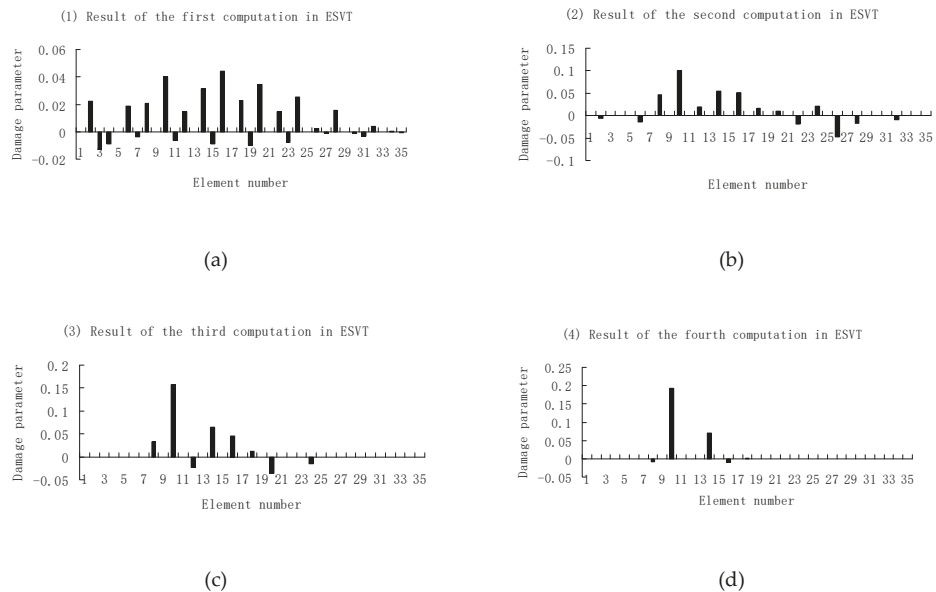 (1) Result of the first computation in ESVT
Damage parameter
0.06
0.04
0.02
0
-0.02
1 3 5 7 9 11 13 15 17 19 21 23 25 27 29 31 33 35
Element number
(a)
(2) Result of the second computation in ESVT
Damage parameter
0.15
0.1
0.05
0
-0.05
-0.1
1 3 5 7 9 11 13 15 17 19 21 23 25 27 29 31 33 35
Element number
(b)
(3) Result of the third computation in ESVT
Damage parameter
0.2
0.15
0.1
0.05
0
-0.05
1 3 5 7 9 11 13 15 17 19 21 23 25 27 29 31 33 35
Element number
(c)
(4) Result of the fourth computation in ESVT
Damage parameter
0.25
0.2
0.15
0.1
0.05
0
-0.05
1 3 5 7 9 11 13 15 17 19 21 23 25 27 29 31 33 35
Element number
(d)